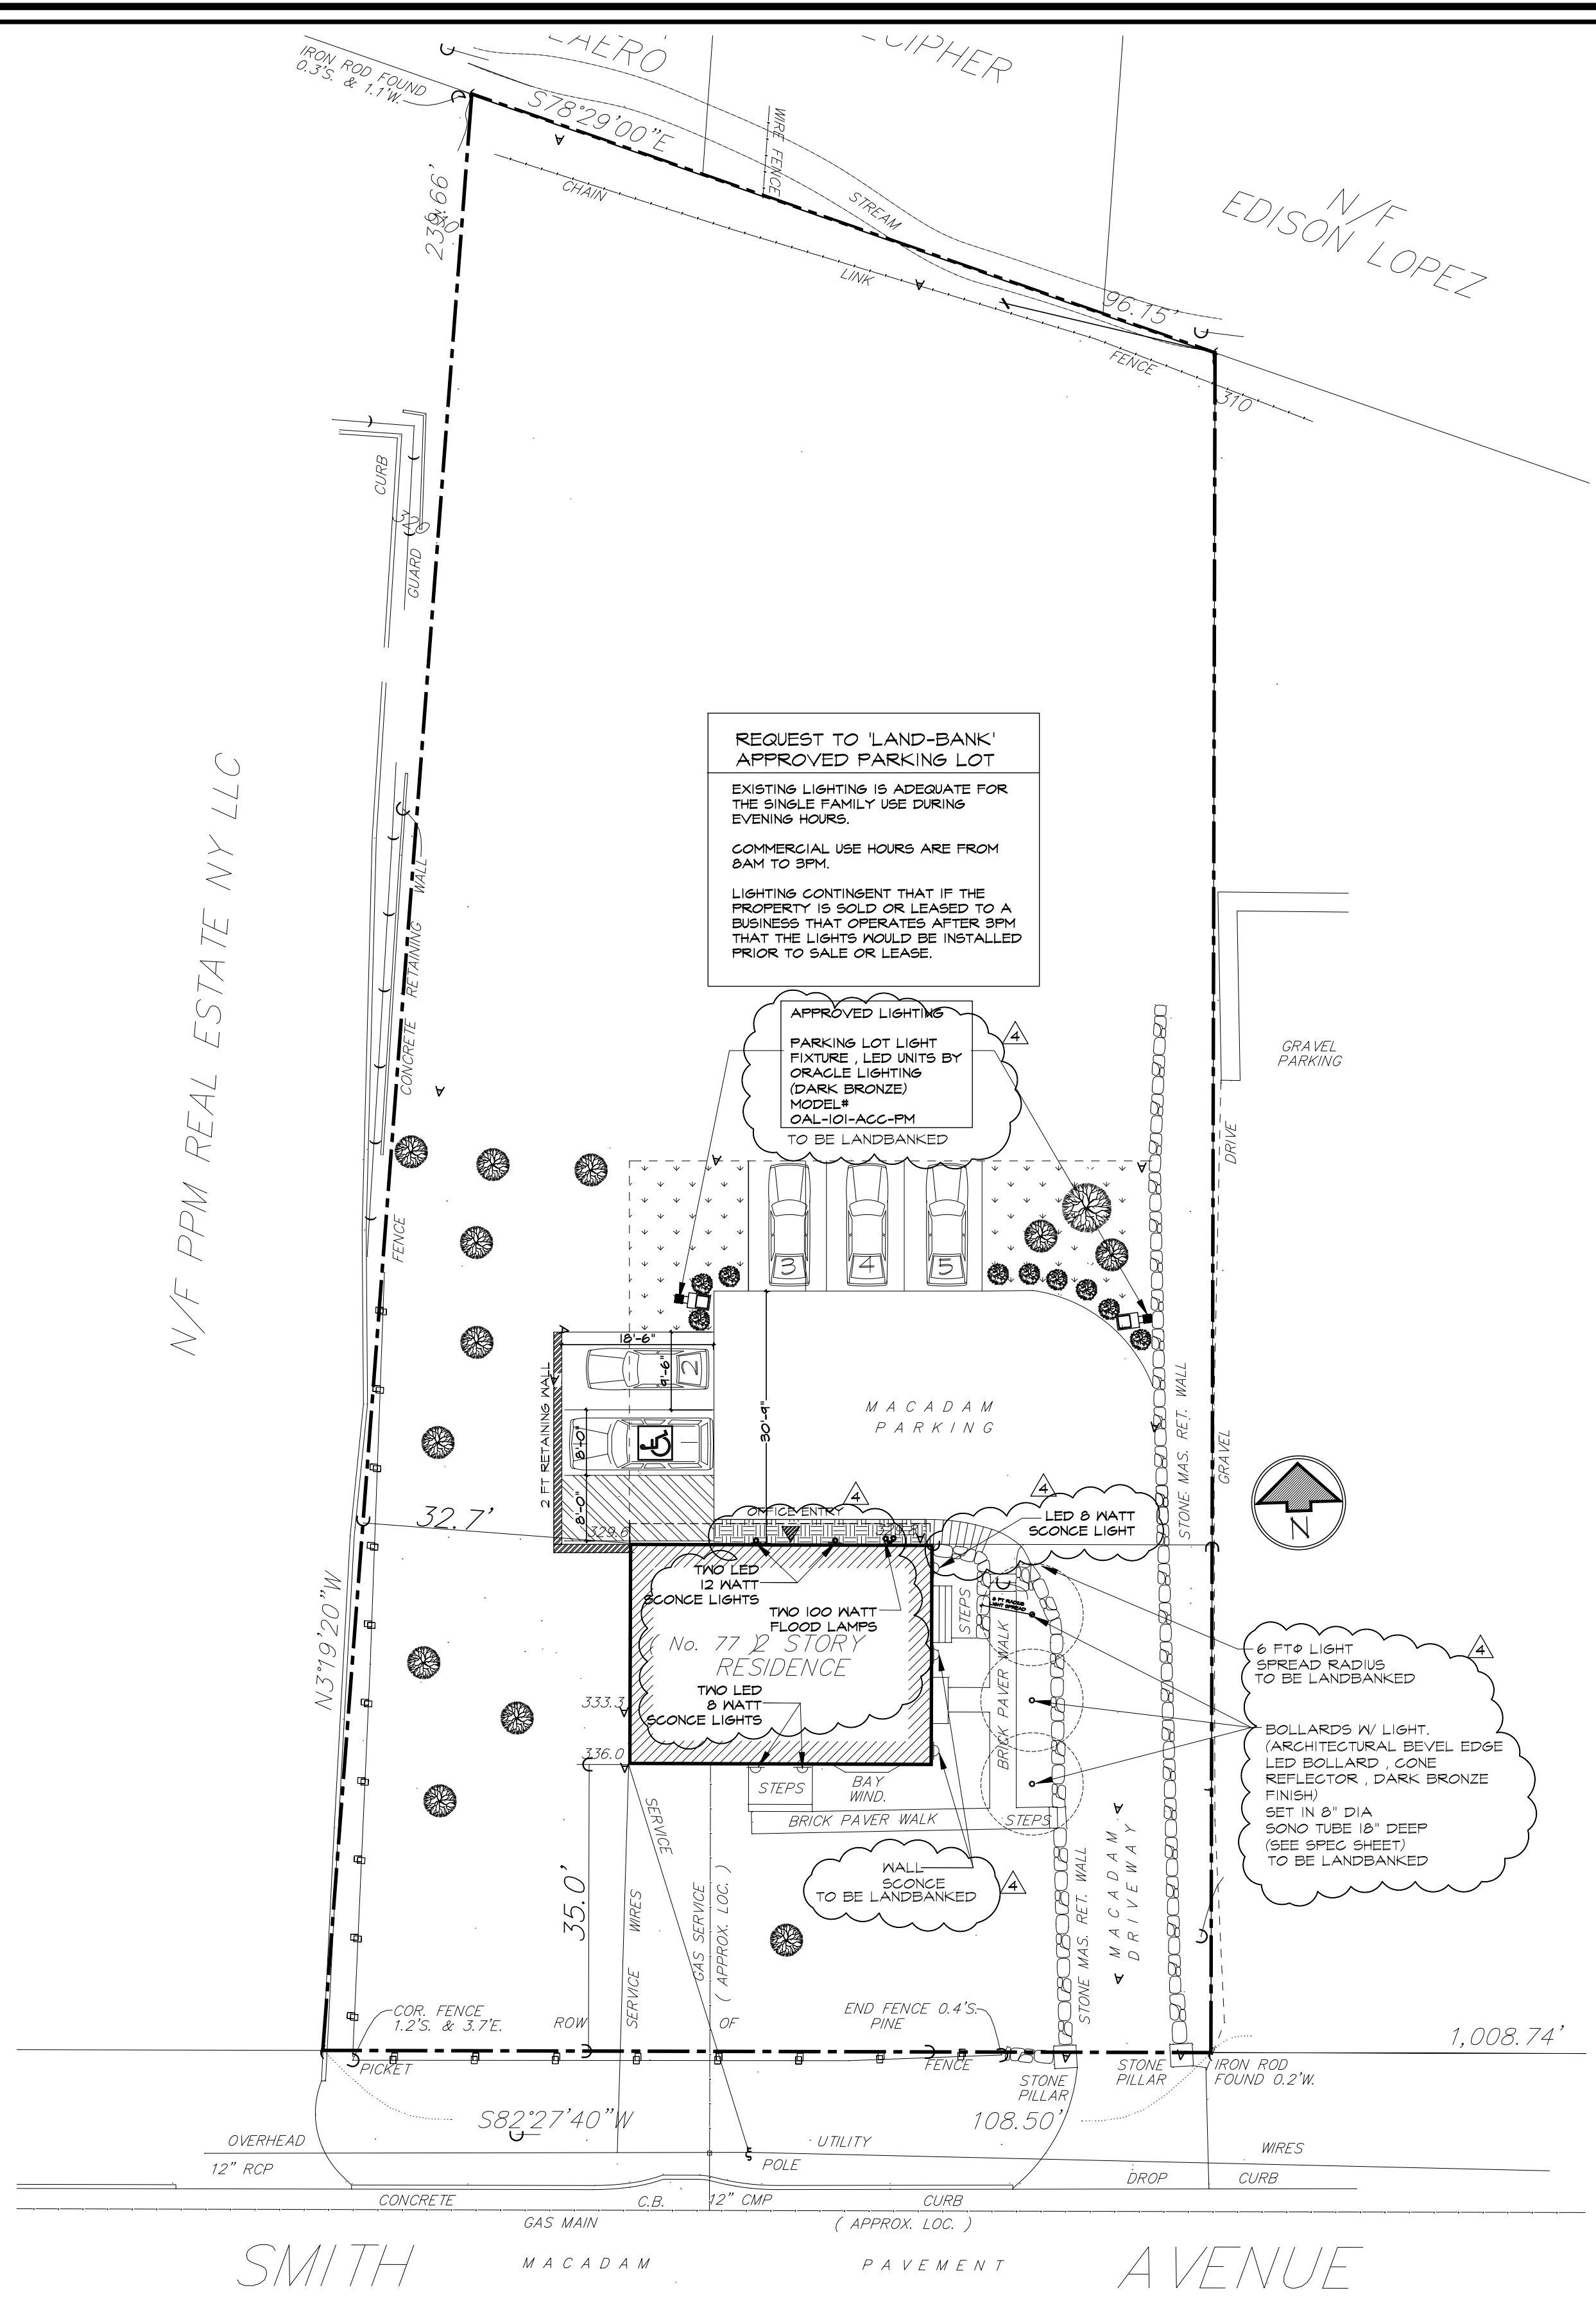 IRON ROD FOUND
0.3'S. & 1.1'W.
S78°29'00"E
WIRE FENCE
CHAIN
STREAM
LINK
96.15'
FENCE
310
N/F
EDISON LOPEZ
CURB
GUARD
N/F PPM REAL ESTATE NY LLC
CONCRETE RETAINING WALL
FENCE
REQUEST TO 'LAND-BANK'
APPROVED PARKING LOT
EXISTING LIGHTING IS ADEQUATE FOR
THE SINGLE FAMILY USE DURING
EVENING HOURS.
COMMERCIAL USE HOURS ARE FROM
8AM TO 3PM.
LIGHTING CONTINGENT THAT IF THE
PROPERTY IS SOLD OR LEASED TO A
BUSINESS THAT OPERATES AFTER 3PM
THAT THE LIGHTS WOULD BE INSTALLED
PRIOR TO SALE OR LEASE.
APPROVED LIGHTING
PARKING LOT LIGHT
FIXTURE , LED UNITS BY
ORACLE LIGHTING
(DARK BRONZE)
MODEL#
OAL-101-ACC-PM
TO BE LANDBANKED
4
GRAVEL
PARKING
DRIVE
GRAVEL
3
4
5
18'-6"
9'-6"
2
8'-0"
8'-0"
30'-9"
2 FT RETAINING WALL
MACADAM
PARKING
STONE MAS. RET. WALL
N
32.7'
329.6
OFFICE ENTRY
4
4
LED 8 WATT
SCONCE LIGHT
TWO LED
12 WATT
SCONCE LIGHTS
TWO 100 WATT
FLOOD LAMPS
( No. 77 ) 2 STORY
RESIDENCE
TWO LED
8 WATT
SCONCE LIGHTS
333.3
336.0
STEPS
BRICK PAVER WALK
6 FTΦ LIGHT
SPREAD RADIUS
TO BE LANDBANKED
4
BOLLARDS W/ LIGHT.
(ARCHITECTURAL BEVEL EDGE
LED BOLLARD , CONE
REFLECTOR , DARK BRONZE
FINISH)
SET IN 8" DIA
SONO TUBE 18" DEEP
(SEE SPEC SHEET)
TO BE LANDBANKED
N3°19'20"W
STEPS
BAY
WIND.
BRICK PAVER WALK
STEPS
WALL
SCONCE
TO BE LANDBANKED
4
SERVICE
35.0'
SERVICE WIRES
GAS SERVICE
( APPROX. LOC. )
STONE MAS. RET. WALL
MACADAM
DRIVEWAY
COR. FENCE
1.2'S. & 3.7'E.
ROW
OF
END FENCE 0.4'S.
PINE
PICKET
FENCE
STONE
PILLAR
STONE
PILLAR
IRON ROD
FOUND 0.2'W.
1,008.74'
S82°27'40"W
108.50'
OVERHEAD
UTILITY
WIRES
12" RCP
POLE
DROP
CURB
CONCRETE
C.B.
12" CMP
CURB
GAS MAIN
( APPROX. LOC. )
SMITH
MACADAM
PAVEMENT
AVENUE